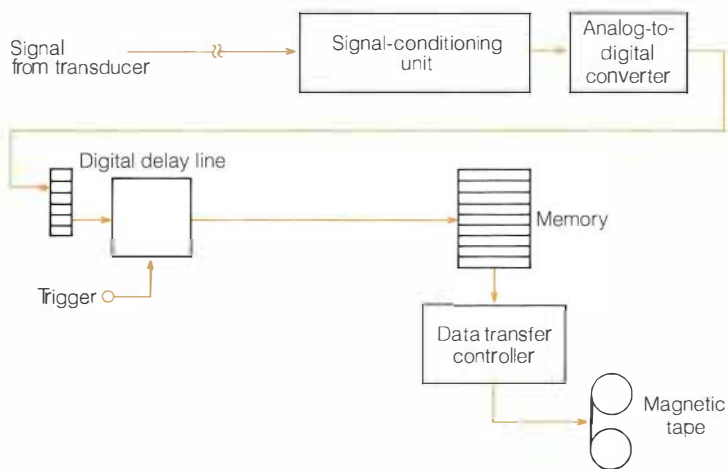 Signal
from transducer
Signal-conditioning
unit
Analog-to-
digital
converter
Digital delay line
Memory
Trigger
Data transfer
controller
Magnetic
tape